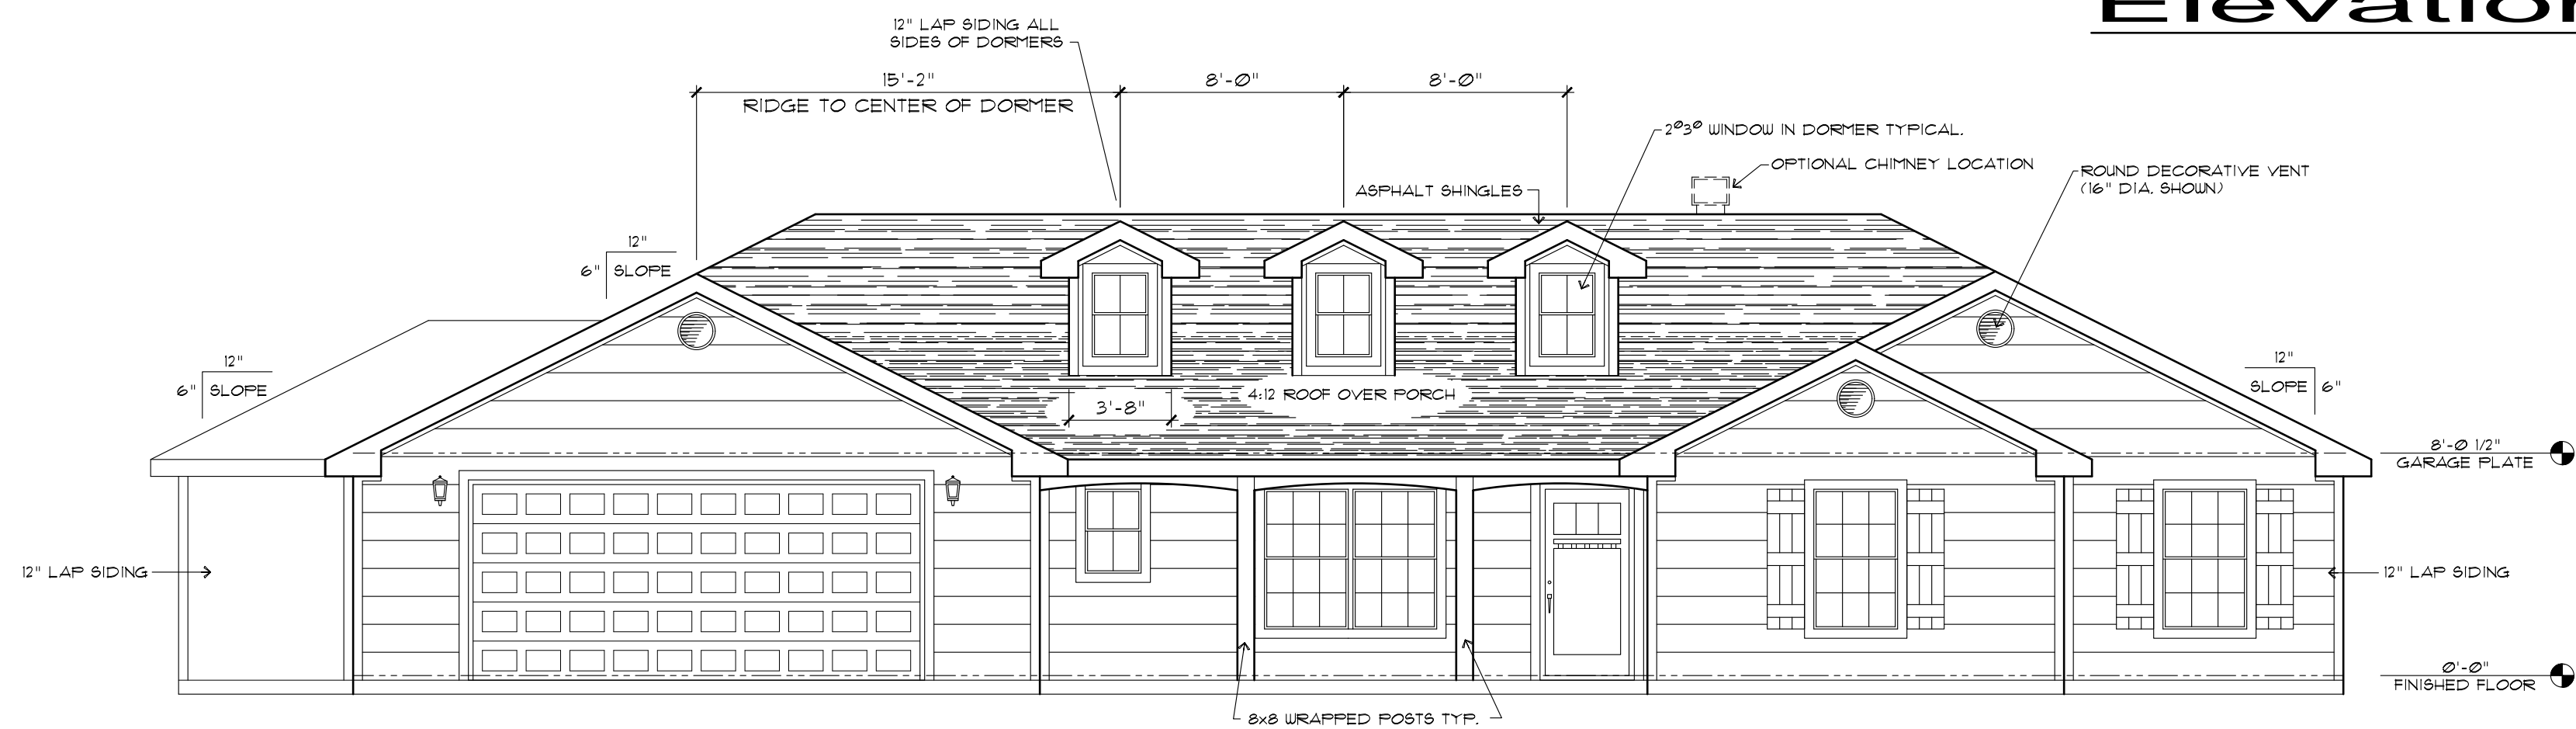 Elevation
12" LAP SIDING ALL
SIDES OF DORMERS
15'-2"
8'-0"
8'-0"
RIDGE TO CENTER OF DORMER
2⁰3⁰ WINDOW IN DORMER TYPICAL.
OPTIONAL CHIMNEY LOCATION
ROUND DECORATIVE VENT
(16" DIA. SHOWN)
ASPHALT SHINGLES
12"
6" SLOPE
12"
6" SLOPE
12"
SLOPE 6"
4:12 ROOF OVER PORCH
3'-8"
8'-0 1/2"
GARAGE PLATE
12" LAP SIDING
12" LAP SIDING
0'-0"
FINISHED FLOOR
8x8 WRAPPED POSTS TYP.